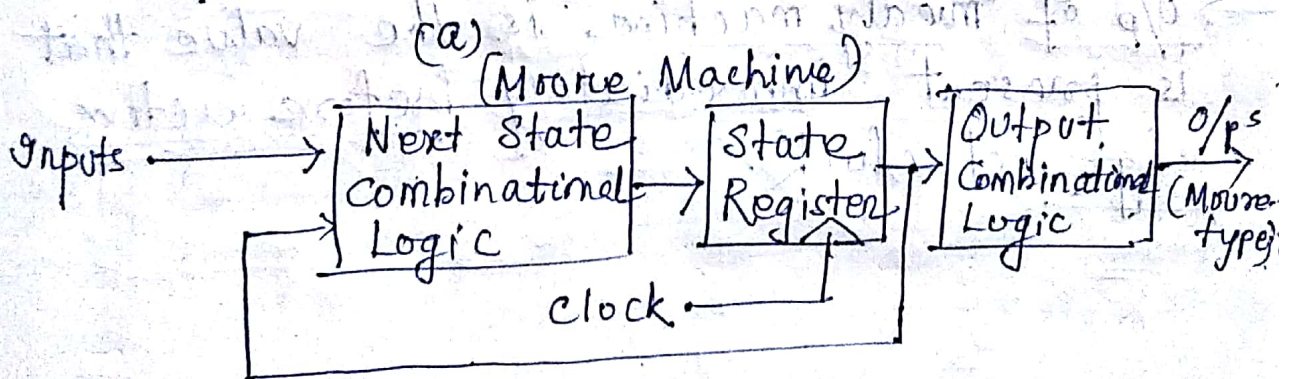 (a)
(Moore Machine)
Inputs
Next State
Combinational
Logic
State
Register
Output
Combinational
Logic
O/ps
(Moore-
type)
Clock